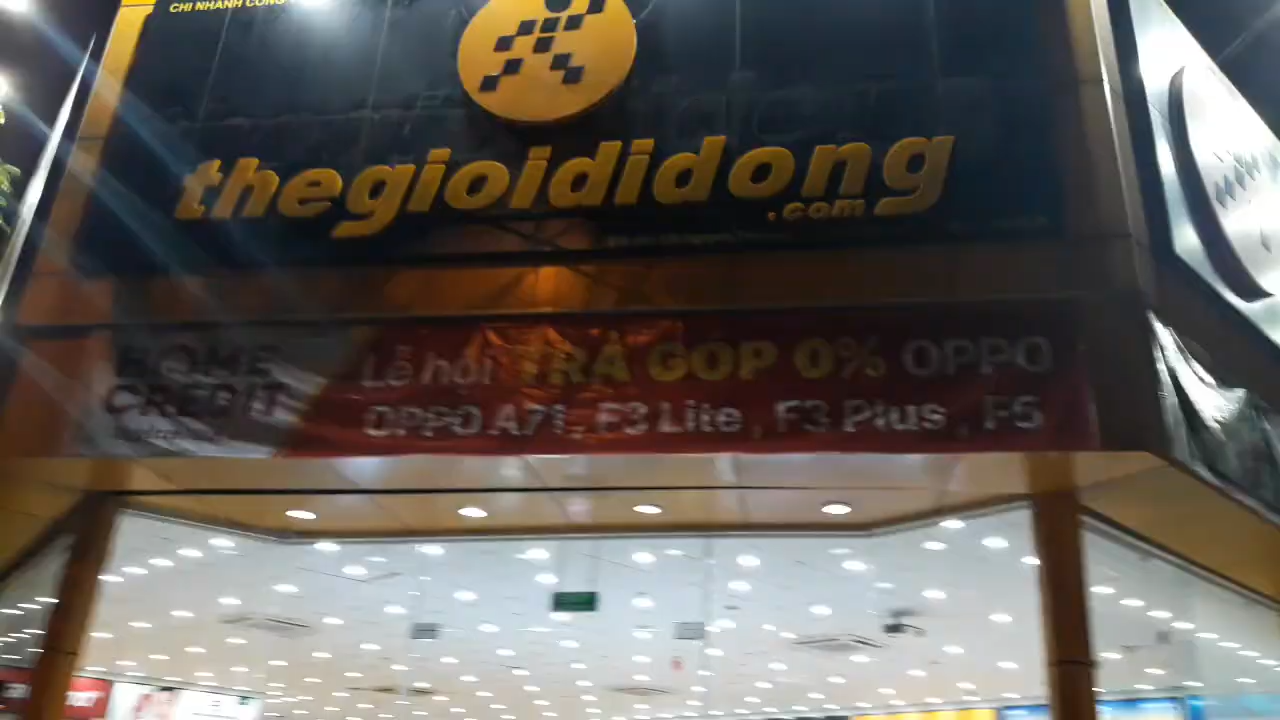 CHI NHÁNH CÔNG
thegioididong
.com
HOME
CREDIT
Lễ hội TRẢ GÓP 0% OPPO
OPPO A71, F3 Lite, F3 Plus, F5